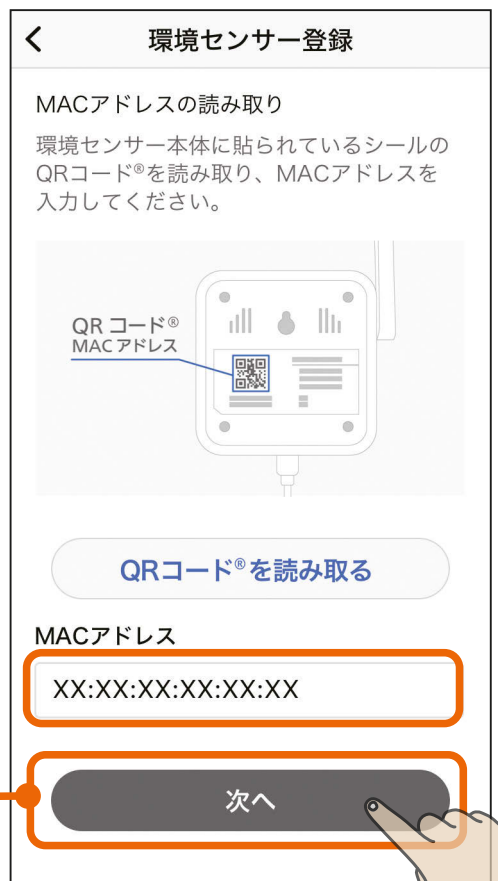 環境センサー登録
MACアドレスの読み取り
環境センサー本体に貼られているシールの
QRコード®を読み取り、MACアドレスを
入力してください。
QR コード®
MAC アドレス
QRコード®を読み取る
MACアドレス
XX:XX:XX:XX:XX:XX
次へ